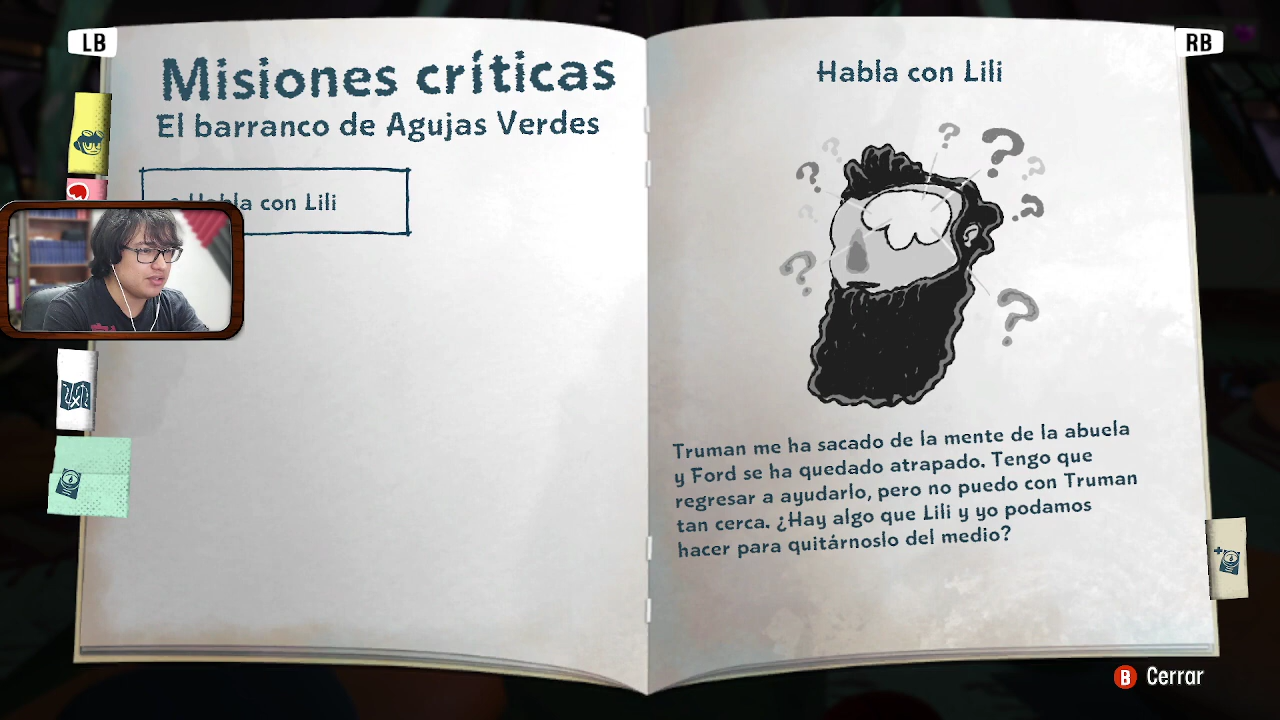 LB
RB
Misiones críticas
El barranco de Agujas Verdes
Habla con Lili
Habla con Lili
Truman me ha sacado de la mente de la abuela
y Ford se ha quedado atrapado. Tengo que
regresar a ayudarlo, pero no puedo con Truman
tan cerca. ¿Hay algo que Lili y yo podamos
hacer para quitárnoslo del medio?
B Cerrar